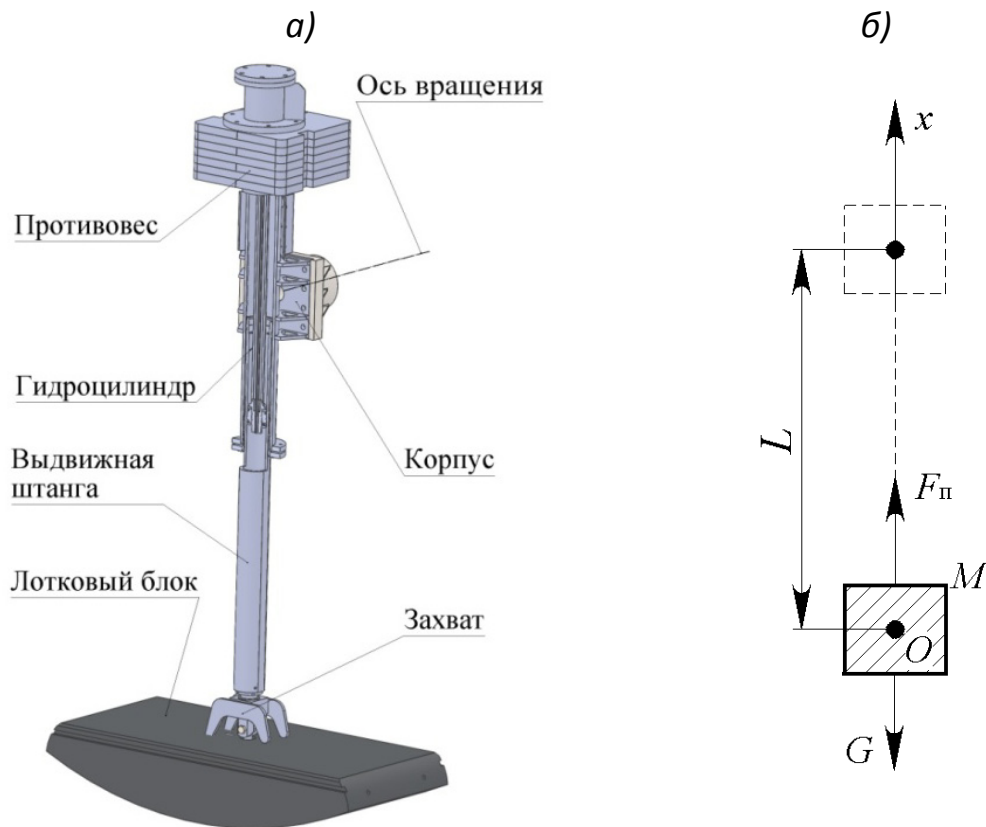 а)
б)
Ось вращения
x
Противовес
Гидроцилиндр
L
Корпус
Выдвижная
штанга
Fп
Лотковый блок
M
Захват
O
G